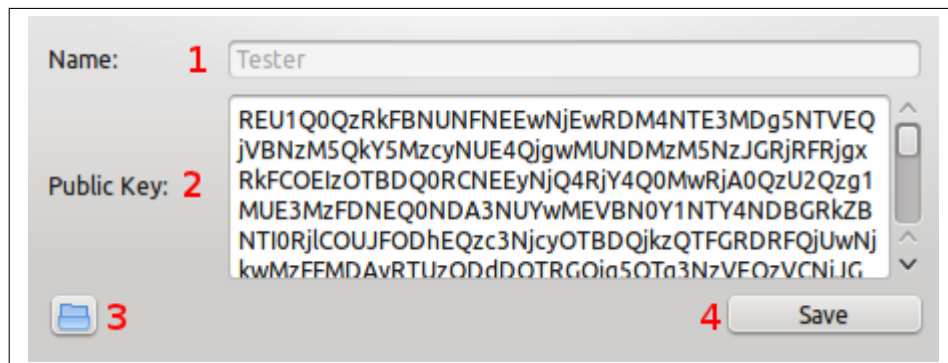 Name: 1 Tester
REU1Q0QzRkFBNUNFNEEwNjEwRDM4NTE3MDg5NTVEQ
jVBNzM5QkY5MzcyNUE4QjgwMUNDMzM5NzJGRjRFRjgx
Public Key: 2 RkFCOEIzOTBDQ0RCNEEyNjQ4RjY4Q0MwRjA0QzU2Qzg1
MUE3MzFDNEQ0NDA3NUYwMEVBN0Y1NTY4NDBGRkZB
NTI0RjlCOUJFODhEQzc3NjcyOTBDQjkzQTFGRDRFQjUwNj
3 4 Save